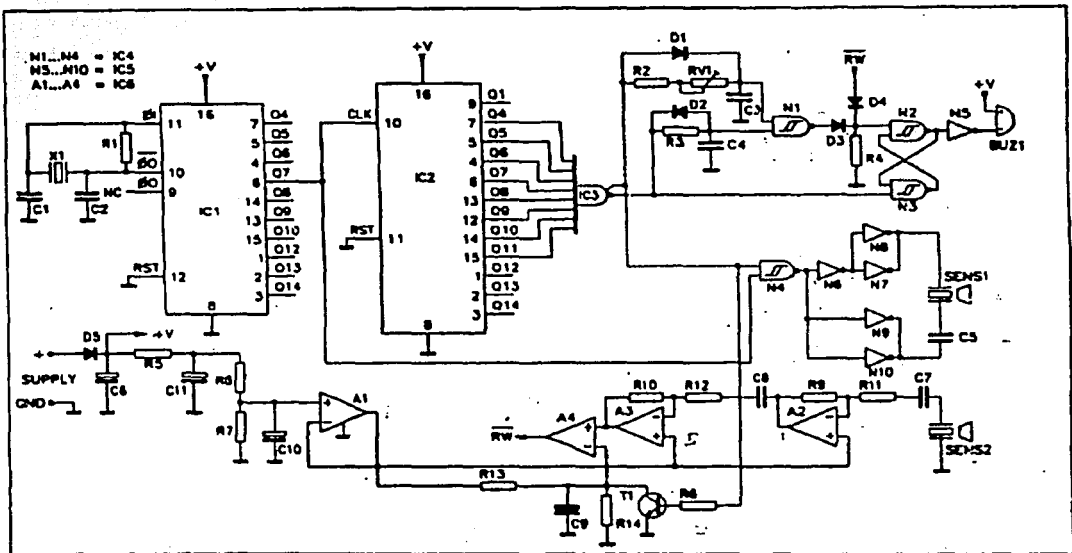 N1...N4 = IC4
N5...N10 = IC5
A1...A4 = IC6
+V
16
ØI
11
R1
X1
ØO
10
ØO
NC
9
C1
C2
IC1
RST
12
8
7 Q4
5 Q5
4 Q6
6 Q7
14 Q8
13 Q9
15 Q10
1 Q12
2 Q13
3 Q14
+V
16
CLK
10
IC2
RST
11
8
9 Q1
7 Q4
5 Q5
4 Q6
6 Q7
13 Q8
12 Q9
14 Q10
15 Q11
1 Q12
2 Q13
3 Q14
IC3
D1
R2
RV1
C3
D2
R3
C4
N1
RW
D4
D3
R4
N2
N3
N5
+V
BUZ1
N4
N6
N8
N7
N9
N10
SENS1
C5
D5
+V
+
SUPPLY
GND
C6
R5
C11
R6
R7
C10
+
-
A1
RW
A4
+
-
R10
A3
-
+
R12
C8
R9
A2
-
+
R11
C7
SENS2
R13
C9
R14
T1
R8